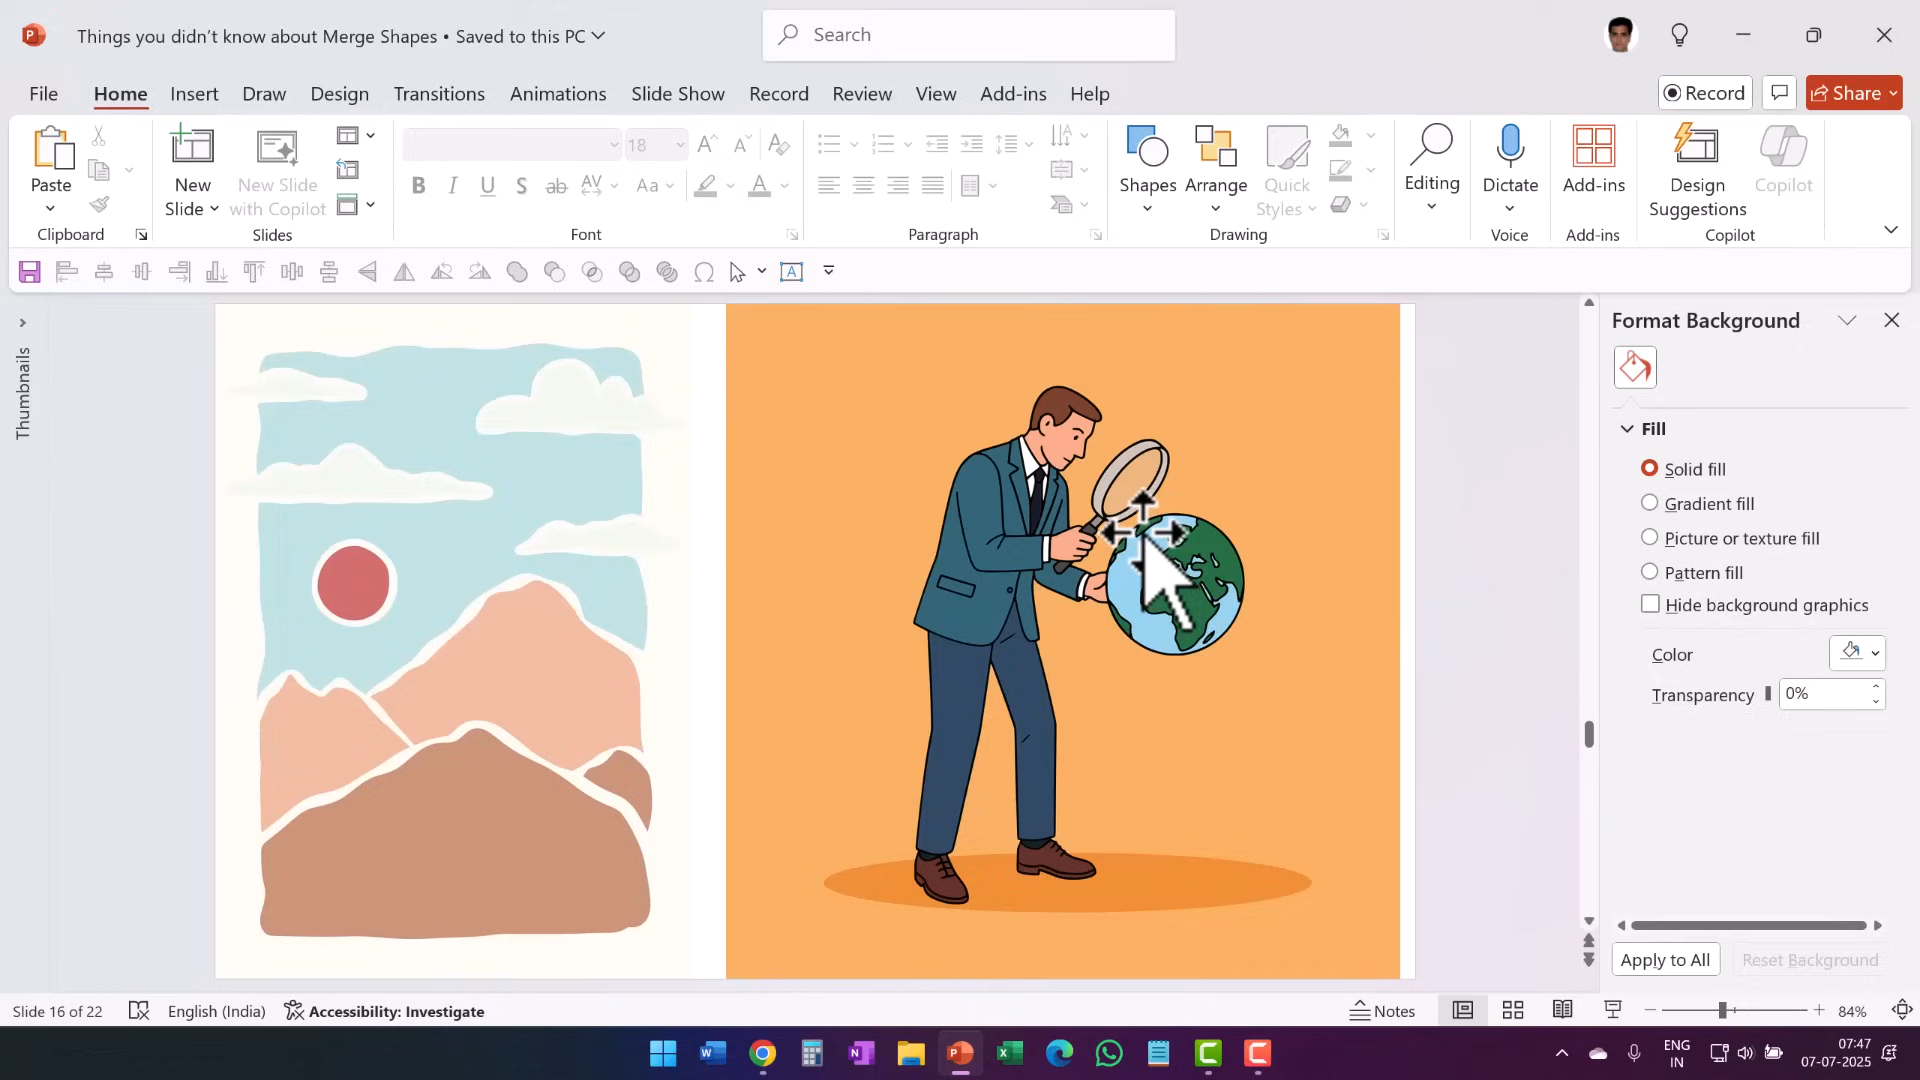 Things you didn't know about Merge Shapes • Saved to this PC
Search
File
Home
Insert
Draw
Design
Transitions
Animations
Slide Show
Record
Review
View
Add-ins
Help
Record
Share
Paste
Clipboard
New
Slide
New Slide
with Copilot
Slides
18
B I U S ab AV Aa A
Font
Paragraph
Shapes
Arrange
Quick
Styles
Drawing
Editing
Dictate
Voice
Add-ins
Add-ins
Design
Suggestions
Copilot
Copilot
Thumbnails
Format Background
Fill
Solid fill
Gradient fill
Picture or texture fill
Pattern fill
Hide background graphics
Color
Transparency
0%
Apply to All
Reset Background
Slide 16 of 22
English (India)
Accessibility: Investigate
Notes
84%
ENG
IN
07:47
07-07-2025